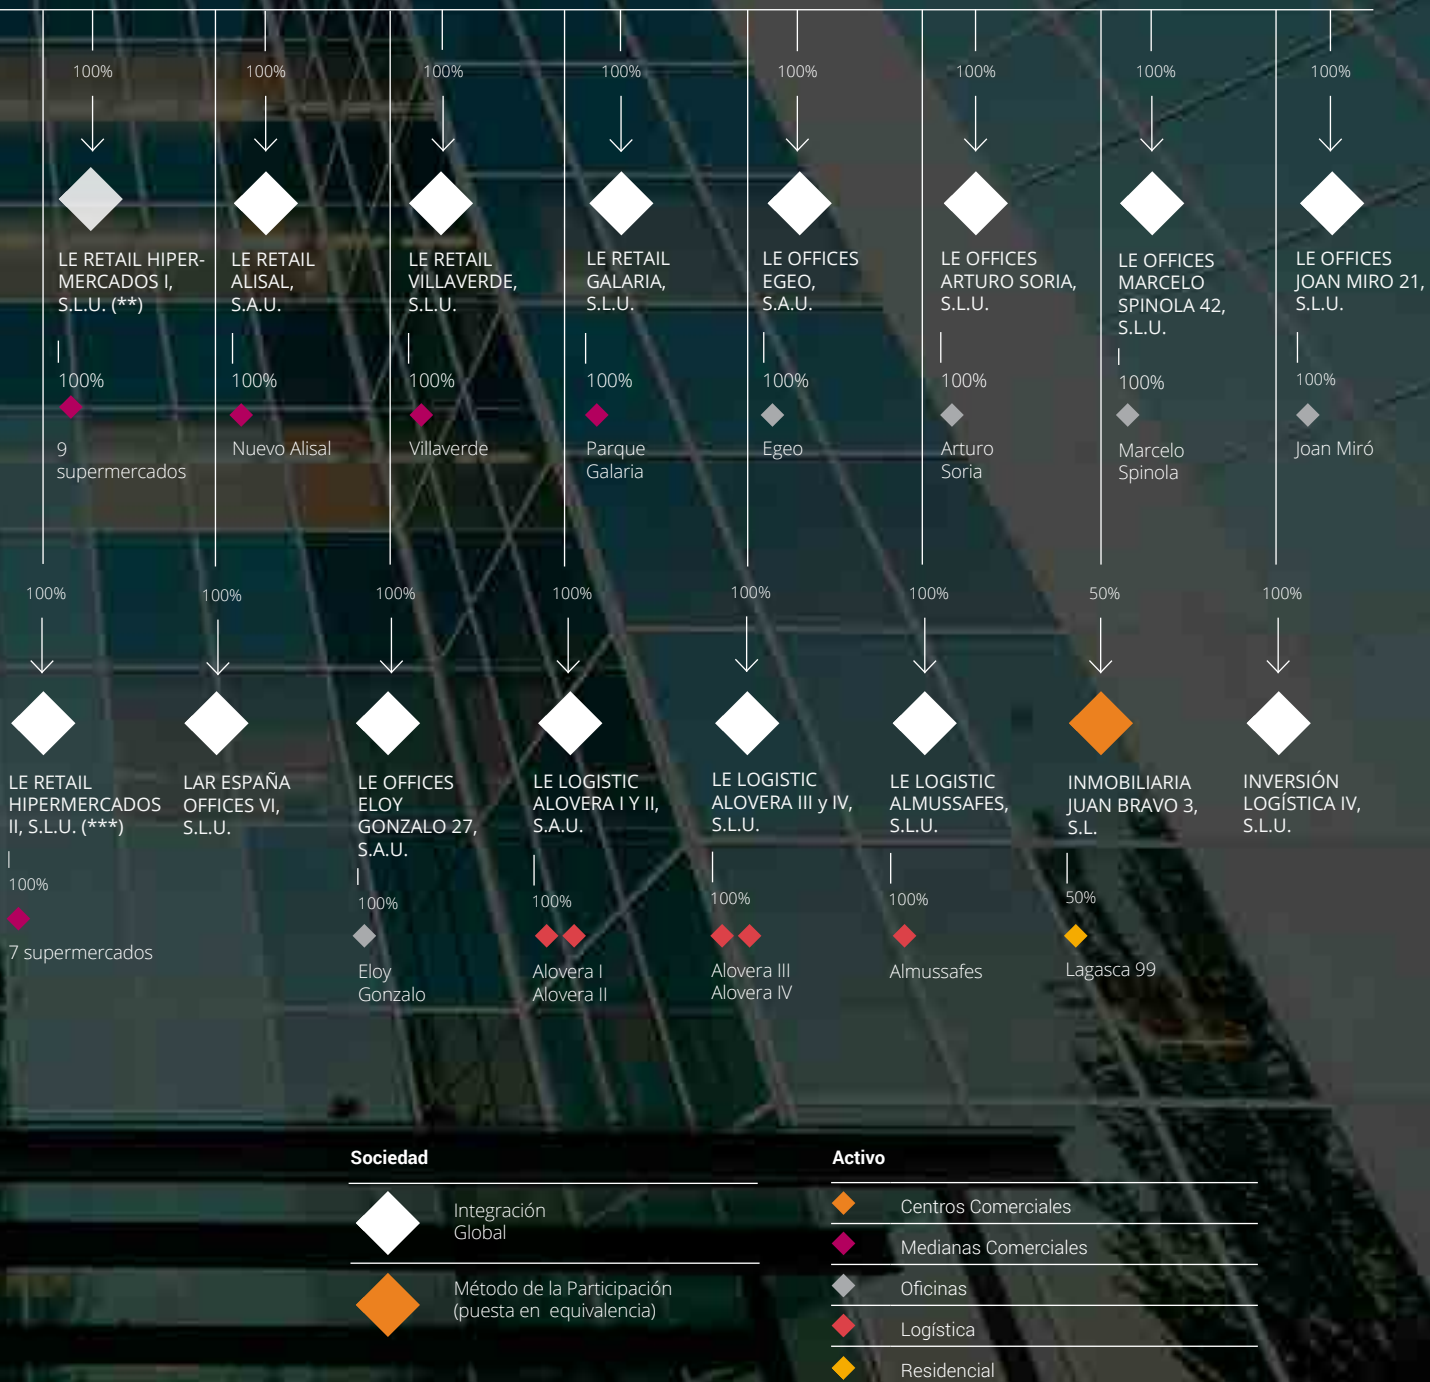 100%
100%
100%
100%
100%
100%
100%
100%
LE RETAIL HIPER-
MERCADOS I,
S.L.U. (**)
100%
9
supermercados
LE RETAIL
ALISAL,
S.A.U.
100%
Nuevo Alisal
LE RETAIL
VILLAVERDE,
S.L.U.
100%
Villaverde
LE RETAIL
GALARIA,
S.L.U.
100%
Parque
Galaria
LE OFFICES
EGEO,
S.A.U.
100%
Egeo
LE OFFICES
ARTURO SORIA,
S.L.U.
100%
Arturo
Soria
LE OFFICES
MARCELO
SPINOLA 42,
S.L.U.
100%
Marcelo
Spinola
LE OFFICES
JOAN MIRO 21,
S.L.U.
100%
Joan Miró
100%
100%
100%
100%
100%
100%
50%
100%
LE RETAIL
HIPERMERCADOS
II, S.L.U. (***)
100%
7 supermercados
LAR ESPAÑA
OFFICES VI,
S.L.U.
LE OFFICES
ELOY
GONZALO 27,
S.A.U.
100%
Eloy
Gonzalo
LE LOGISTIC
ALOVERA I Y II,
S.A.U.
100%
Alovera I
Alovera II
LE LOGISTIC
ALOVERA III y IV,
S.L.U.
100%
Alovera III
Alovera IV
LE LOGISTIC
ALMUSSAFES,
S.L.U.
100%
Almussafes
INMOBILIARIA
JUAN BRAVO 3,
S.L.
50%
Lagasca 99
INVERSIÓN
LOGÍSTICA IV,
S.L.U.
Sociedad
Integración
Global
Método de la Participación
(puesta en equivalencia)
Activo
Centros Comerciales
Medianas Comerciales
Oficinas
Logística
Residencial